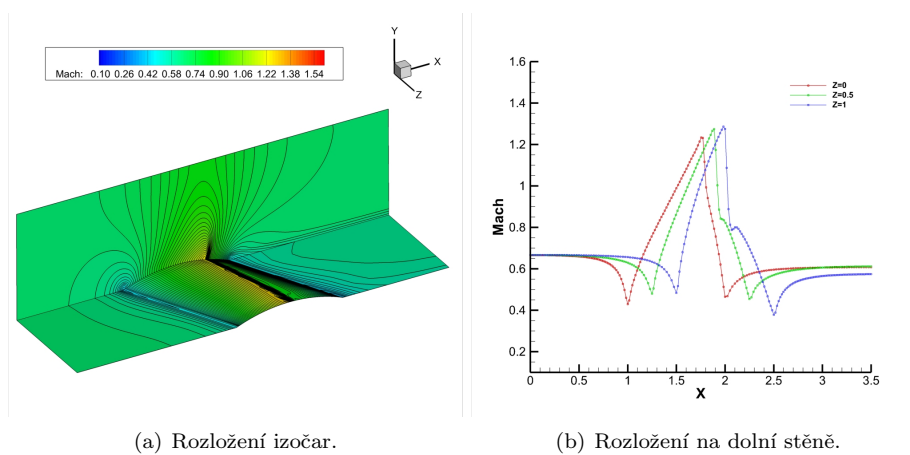 Mach: 0.10 0.26 0.42 0.58 0.74 0.90 1.06 1.22 1.38 1.54
Y
X
Z
1.6
1.4
1.2
1
0.8
0.6
0.4
0.2
Mach
Z=0
Z=0.5
Z=1
0 0.5 1 1.5 2 2.5 3 3.5
X
(a) Rozložení izočar.
(b) Rozložení na dolní stěně.